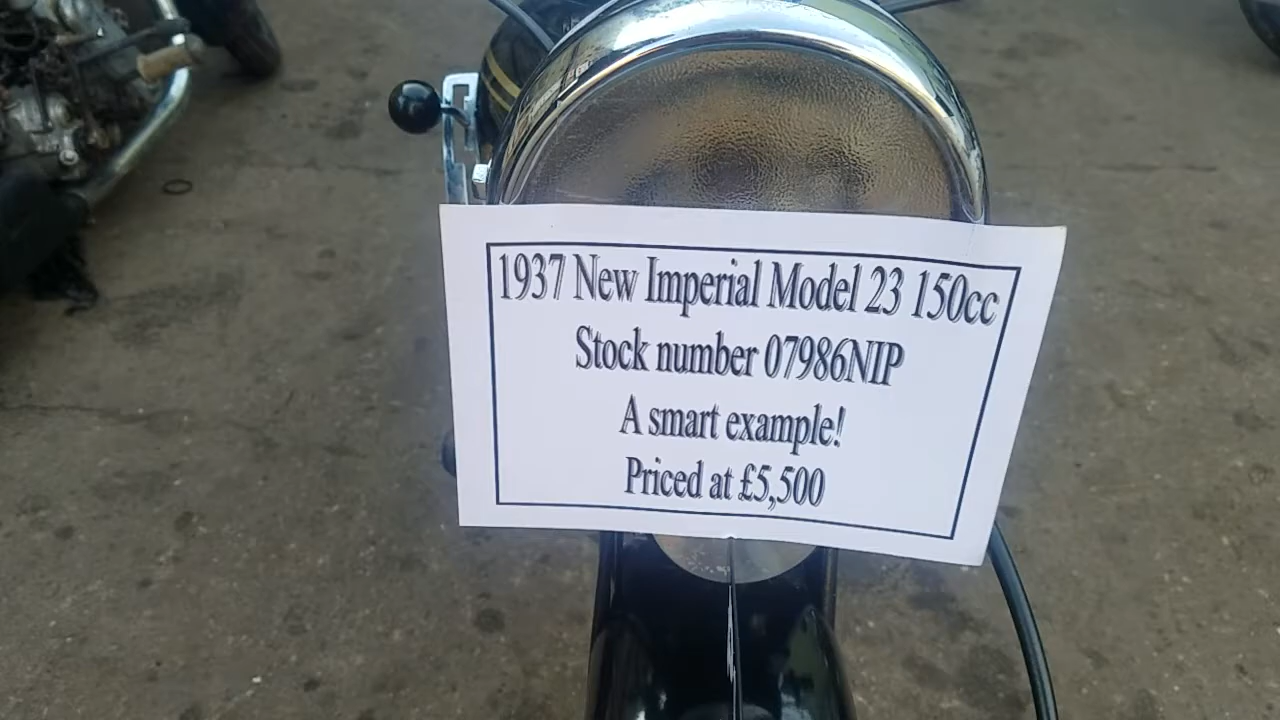 1937 New Imperial Model 23 150cc
Stock number 07986NIP
A smart example!
Priced at £5,500